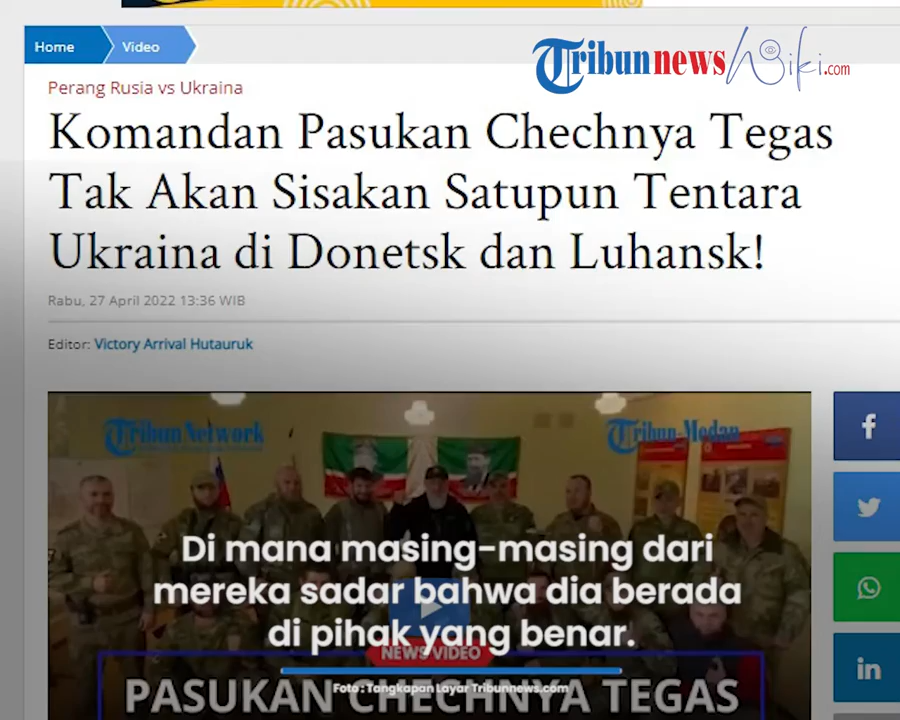 Home
Video
TribunnewsWiki.com
Perang Rusia vs Ukraina
Komandan Pasukan Chechnya Tegas
Tak Akan Sisakan Satupun Tentara
Ukraina di Donetsk dan Luhansk!
Rabu, 27 April 2022 13:36 WIB
Editor: Victory Arrival Hutauruk
Tribun Network
Tribun-Medan
Di mana masing-masing dari
mereka sadar bahwa dia berada
di pihak yang benar.
NEWS VIDEO
Foto : Tangkapan Layar Tribunnews.com
PASUKAN CHECHNYA TEGAS